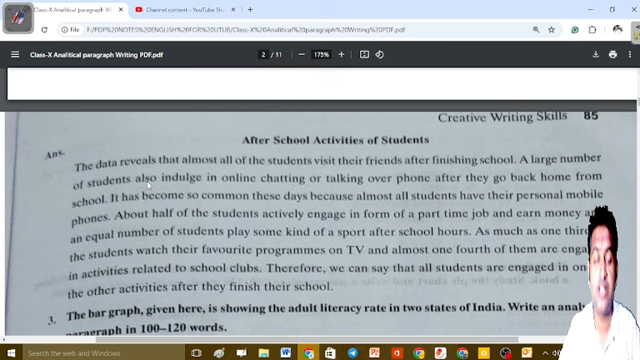 Class-X Analitical paragraph Wri
Channel content - YouTube Stu
F:/PDF%20NOTES%20ENGLISH%20FOR%20UTUB/Class-X%20Analtical%20paragraph%20Writing%20PDF.pdf
Class-X Analitical paragraph Writing PDF.pdf
2 / 11
175%
Creative Writing Skills 85
After School Activities of Students
Ans.
The data reveals that almost all of the students visit their friends after finishing school. A large number
of students also indulge in online chatting or talking over phone after they go back home from
school. It has become so common these days because almost all students have their personal mobile
phones. About half of the students actively engage in form of a part time job and earn money
an equal number of students play some kind of a sport after school hours. As much as one third
the students watch their favourite programmes on TV and almost one fourth of them are engag
in activities related to school clubs. Therefore, we can say that all students are engaged in on
the other activities after they finish their school.
3. The bar graph, given here, is showing the adult literacy rate in two states of India. Write an analy
paragraph in 100–120 words.
Search the web and Windows